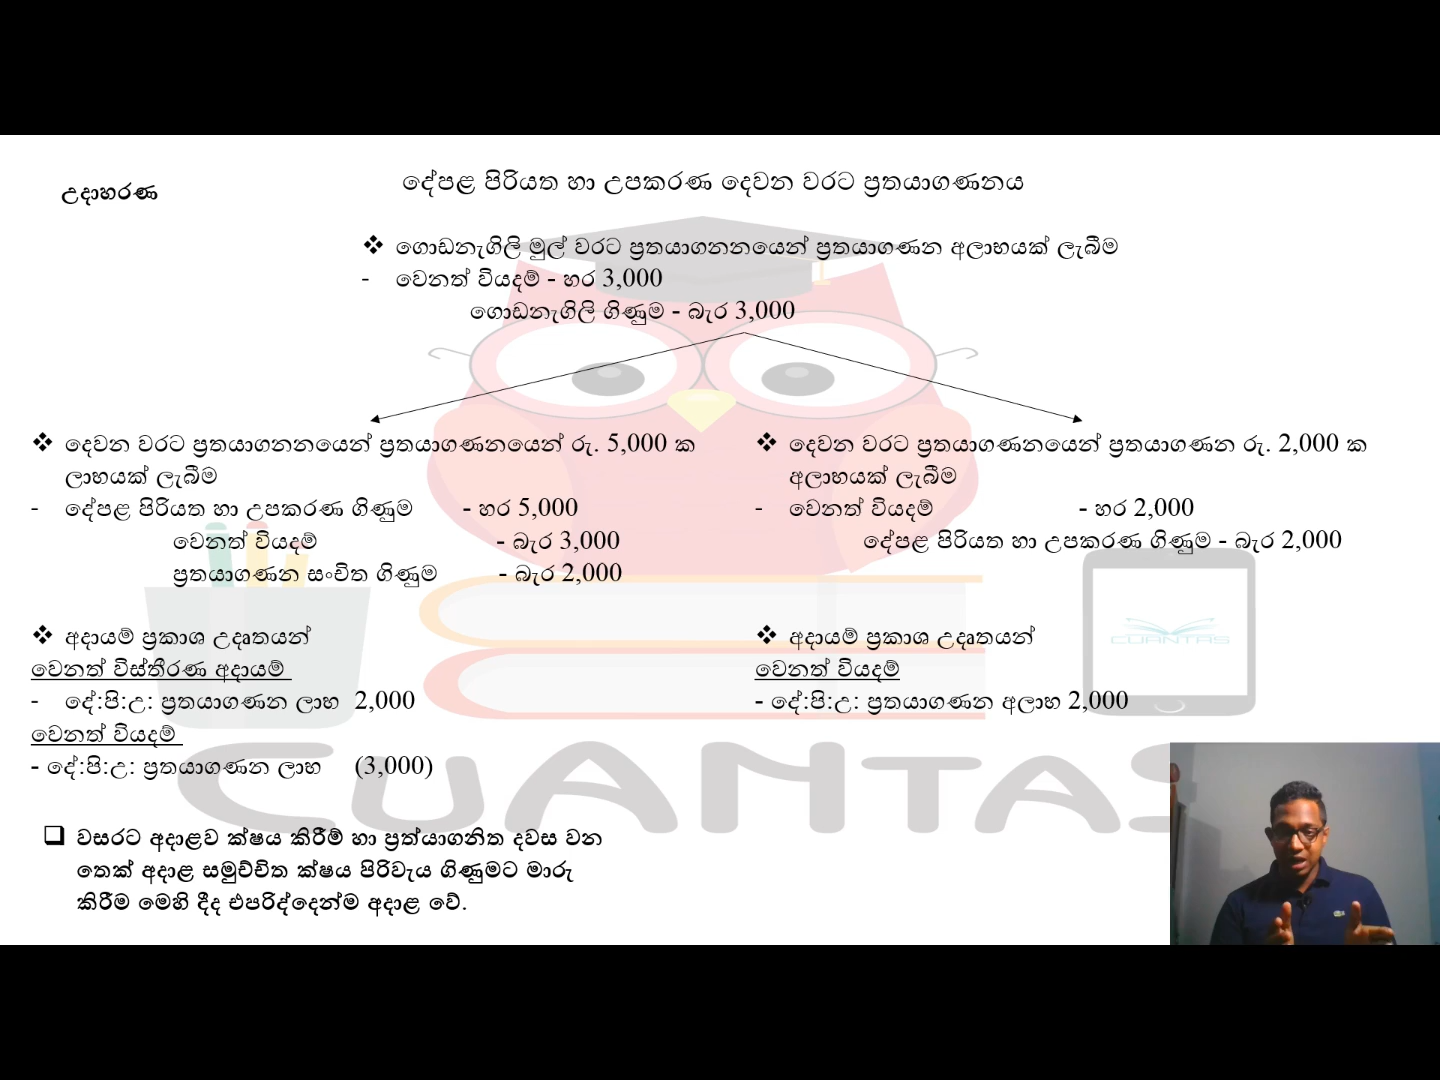 උදාහරණ
දේපළ පිරියත හා උපකරණ දෙවන වරට ප්‍රතයාගණනය
❖ ගොඩනැගිලි මුල් වරට ප්‍රතයාගනනයෙන් ප්‍රතයාගණන අලාභයක් ලැබීම
- වෙනත් වියදම් - හර 3,000
ගොඩනැගිලි ගිණුම - බැර 3,000
❖ දෙවන වරට ප්‍රතයාගනනයෙන් ප්‍රතයාගණනයෙන් රු. 5,000 ක
ලාභයක් ලැබීම
- දේපළ පිරියත හා උපකරණ ගිණුම - හර 5,000
වෙනත් වියදම් - බැර 3,000
ප්‍රතයාගණන සංචිත ගිණුම - බැර 2,000
❖ අදායම් ප්‍රකාශ උදෘතයන්
වෙනත් විස්තීරණ අදායම්
- දේ:පි:උ: ප්‍රතයාගණන ලාභ 2,000
වෙනත් වියදම්
- දේ:පි:උ: ප්‍රතයාගණන ලාභ (3,000)
❑ වසරට අදාළව ක්ෂය කිරීම් හා ප්‍රත්යාගනිත දවස වන
තෙක් අදාළ සමුච්චිත ක්ෂය පිරිවැය ගිණුමට මාරු
කිරීම මෙහි දීද එපරිද්දෙන්ම අදාළ වේ.
❖ දෙවන වරට ප්‍රතයාගණනයෙන් ප්‍රතයාගණන රු. 2,000 ක
අලාභයක් ලැබීම
- වෙනත් වියදම් - හර 2,000
දේපළ පිරියත හා උපකරණ ගිණුම - බැර 2,000
❖ අදායම් ප්‍රකාශ උදෘතයන්
වෙනත් වියදම්
- දේ:පි:උ: ප්‍රතයාගණන අලාභ 2,000
CUANTAS
CUANTAS